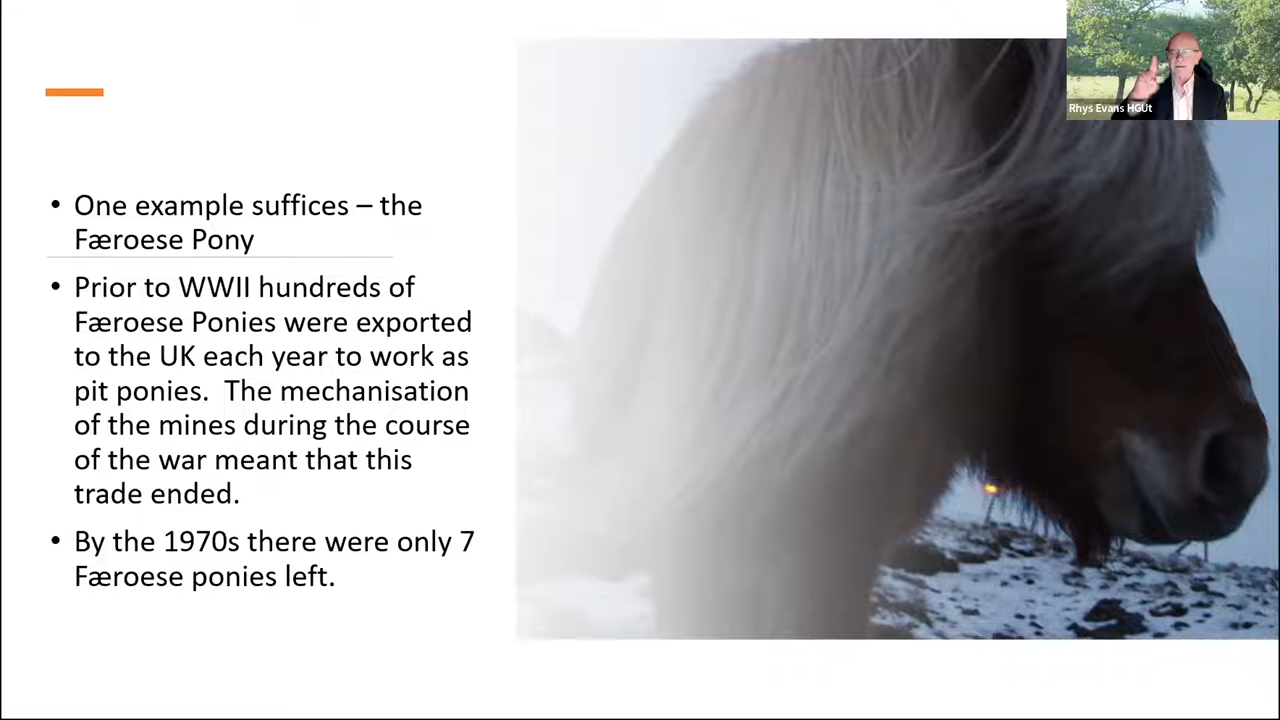 Rhys Evans HGUt
• One example suffices – the
Færoese Pony
• Prior to WWII hundreds of
Færoese Ponies were exported
to the UK each year to work as
pit ponies.  The mechanisation
of the mines during the course
of the war meant that this
trade ended.
• By the 1970s there were only 7
Færoese ponies left.